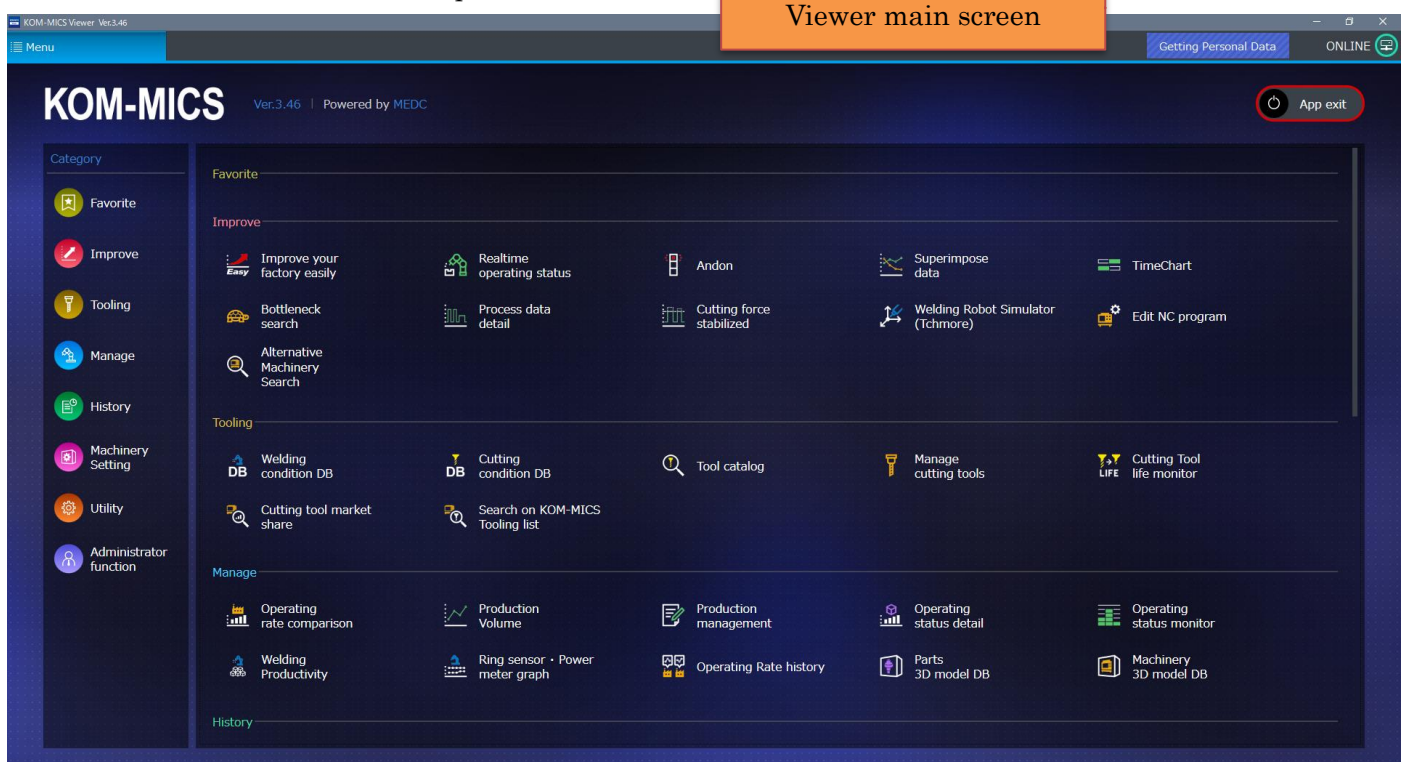 Viewer main screen
KOM-MICS Viewer Ver.3.46
Menu
Getting Personal Data
ONLINE
KOM-MICS
Ver.3.46 | Powered by MEDC
App exit
Category
Favorite
Improve
Tooling
Manage
History
Machinery
Setting
Utility
Administrator
function
Favorite
Improve
Easy
Improve your
factory easily
Realtime
operating status
Andon
Superimpose
data
TimeChart
Bottleneck
search
Process data
detail
Cutting force
stabilized
Welding Robot Simulator
(Tchmore)
Edit NC program
Alternative
Machinery
Search
Tooling
DB
Welding
condition DB
DB
Cutting
condition DB
Tool catalog
Manage
cutting tools
LIFE
Cutting Tool
life monitor
Cutting tool market
share
Search on KOM-MICS
Tooling list
Manage
Operating
rate comparison
Production
Volume
Production
management
Operating
status detail
Operating
status monitor
Welding
Productivity
Ring sensor・Power
meter graph
Operating Rate history
Parts
3D model DB
Machinery
3D model DB
History